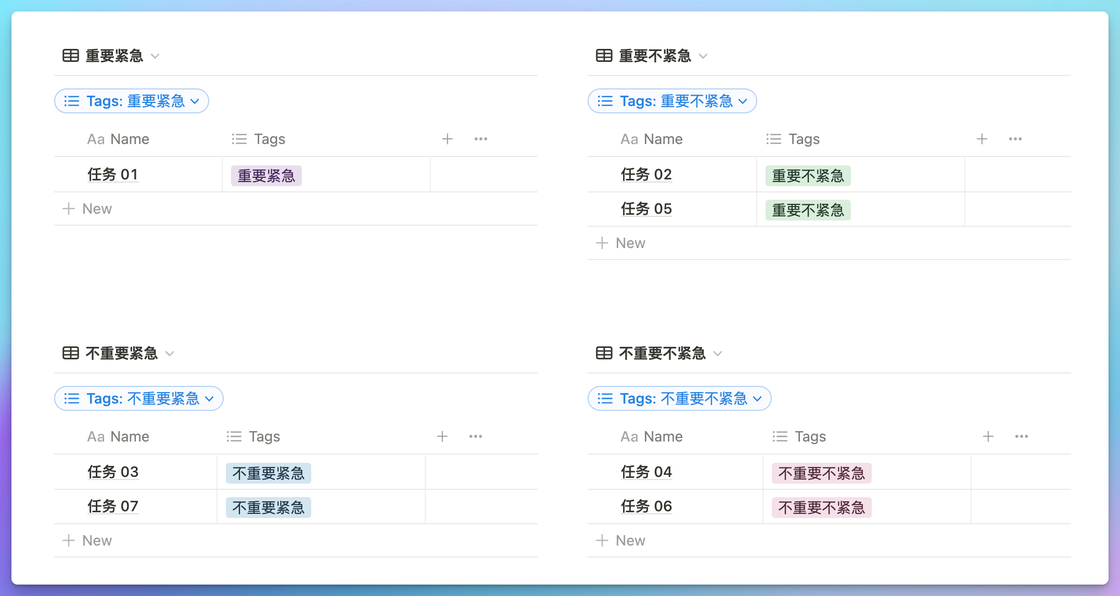 重要紧急
Tags: 重要紧急
Aa Name Tags
任务 01 重要紧急
New
重要不紧急
Tags: 重要不紧急
Aa Name Tags
任务 02 重要不紧急
任务 05 重要不紧急
New
不重要紧急
Tags: 不重要紧急
Aa Name Tags
任务 03 不重要紧急
任务 07 不重要紧急
New
不重要不紧急
Tags: 不重要不紧急
Aa Name Tags
任务 04 不重要不紧急
任务 06 不重要不紧急
New